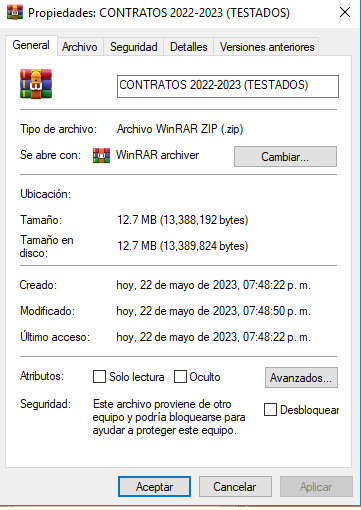 Propiedades: CONTRATOS 2022-2023 (TESTADOS)
General Archivo Seguridad Detalles Versiones anteriores
CONTRATOS 2022-2023 (TESTADOS)
Tipo de archivo: Archivo WinRAR ZIP (.zip)
Se abre con: WinRAR archiver Cambiar...
Ubicación:
Tamaño: 12.7 MB (13,388,192 bytes)
Tamaño en
disco: 12.7 MB (13,389,824 bytes)
Creado: hoy, 22 de mayo de 2023, 07:48:22 p. m.
Modificado: hoy, 22 de mayo de 2023, 07:48:50 p. m.
Último acceso: hoy, 22 de mayo de 2023, 07:48:22 p. m.
Atributos: Solo lectura Oculto Avanzados...
Seguridad: Este archivo proviene de otro Desbloquear
equipo y podría bloquearse para
ayudar a proteger este equipo.
Aceptar Cancelar Aplicar